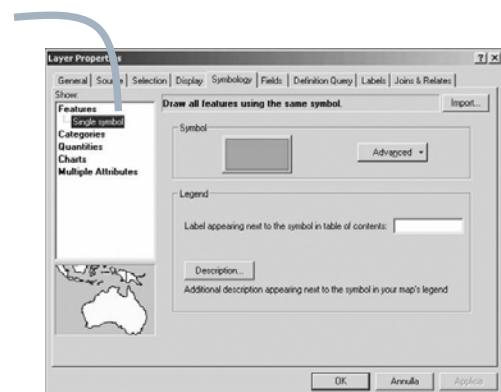 Layer Properties
General Source Selection Display Symbology Fields Definition Query Labels Joins & Relates
Show:
Features
Single symbol
Categories
Quantities
Charts
Multiple Attributes
Draw all features using the same symbol.
Import...
Symbol
Advanced
Legend
Label appearing next to the symbol in table of contents:
Description...
Additional description appearing next to the symbol in your map's legend
OK Annulla Applica